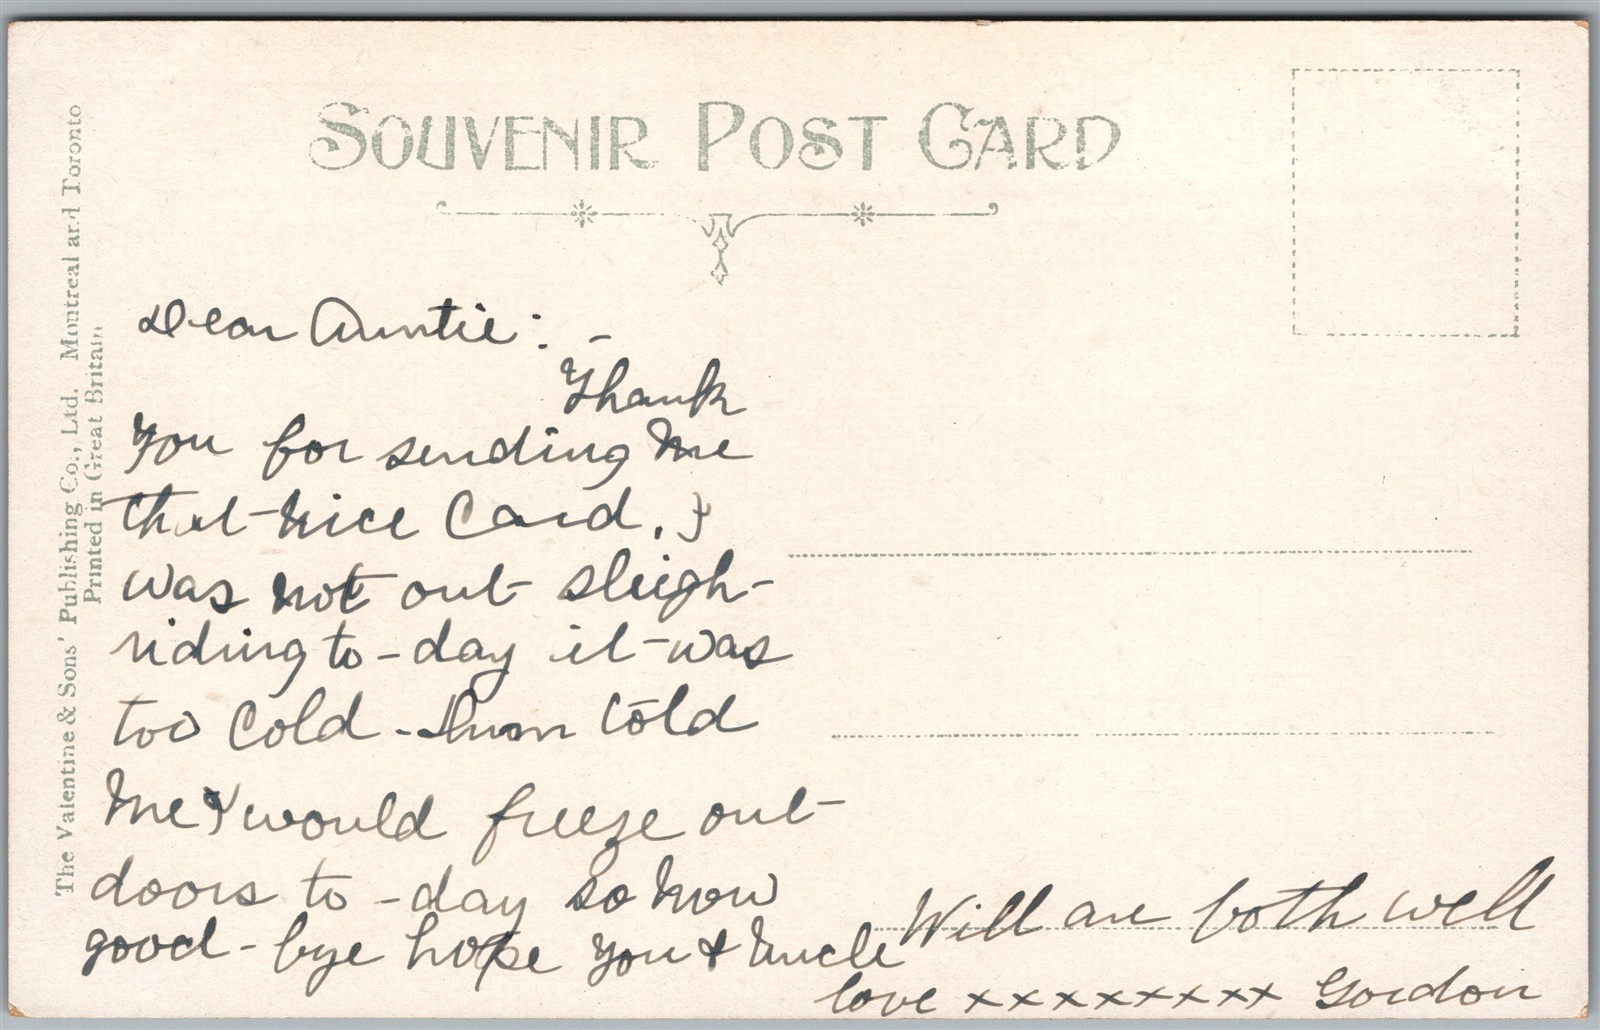 SOUVENIR POST CARD
The Valentine & Sons' Publishing Co., Ltd. Montreal and Toronto
Printed in Great Britain
Dear Auntie: -
Thank
You for sending Me
that nice Card. I
was not out sleigh-
riding to-day it was
too Cold - Mum told
Me I would freeze out-
doors to-day so now
good-bye hope you & Uncle
Will are both well
love xxxxxxxxxx Gordon